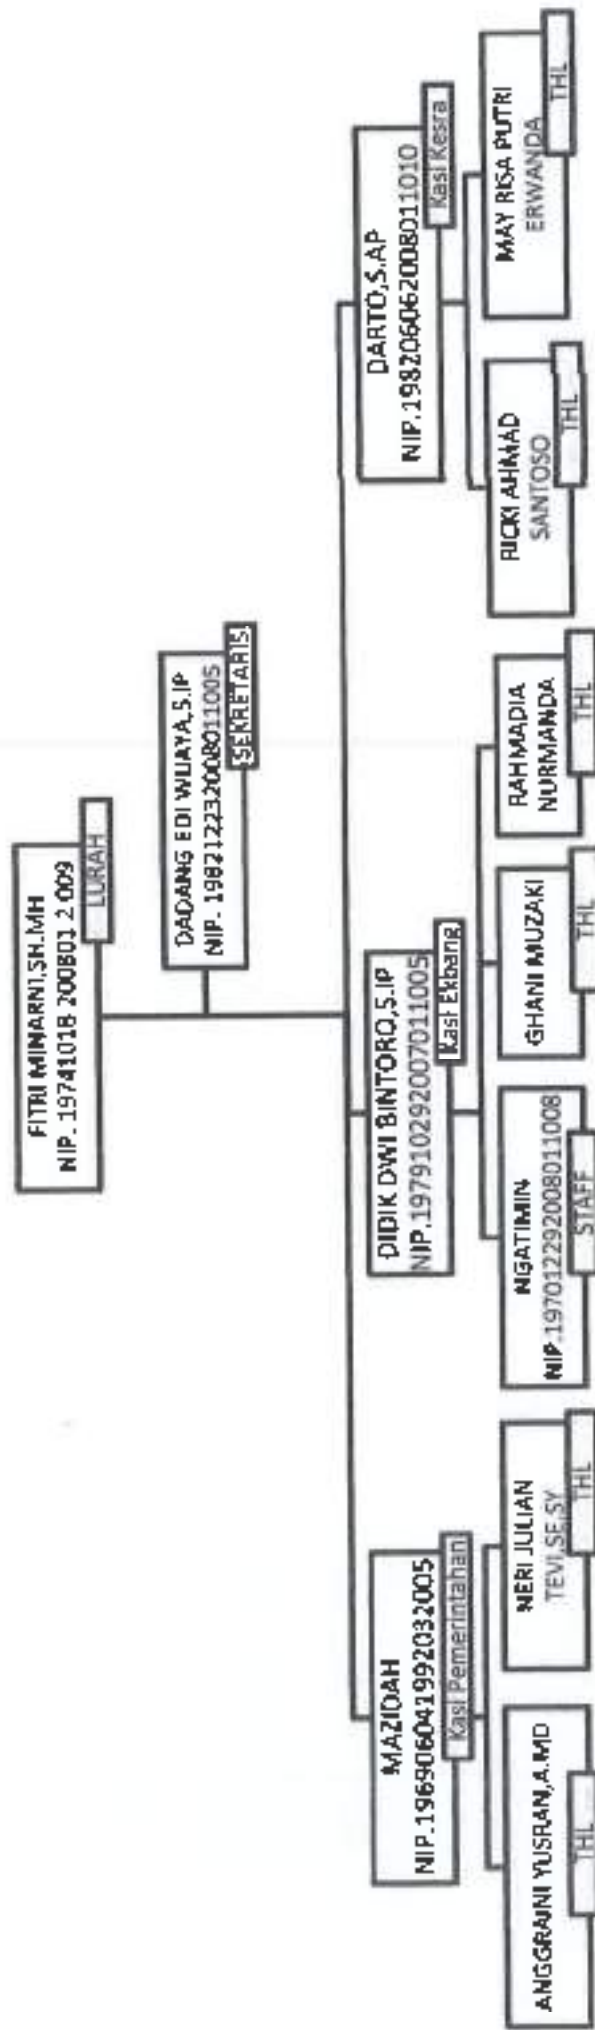 FITRI MINARNI,SH.MH
NIP. 19741018 200801 2 009
LURAH
DADANG EDI WIJAYA,S.IP
NIP. 198212232008011005
SEKRETARIS
MAZIDAH
NIP.196906041992032005
Kasi Pemerintahan
DIDIK DWI BINTORO,S.IP
NIP.197910292007011005
Kasi Ekbang
DARTO,S.AP
NIP.198206062008011010
Kasi Kesra
ANGGRAINI YUSRAN,A.MD
THL
NERI JULIAN
TEVI,SE,SY
THL
NGATIMIN
NIP.197012292008011008
STAFF
GHANI MUZAKI
THL
RAHMADIA
NURMANDA
THL
RICKI AHMAD
SANTOSO
THL
MAY RISA PUTRI
ERWANDA
THL